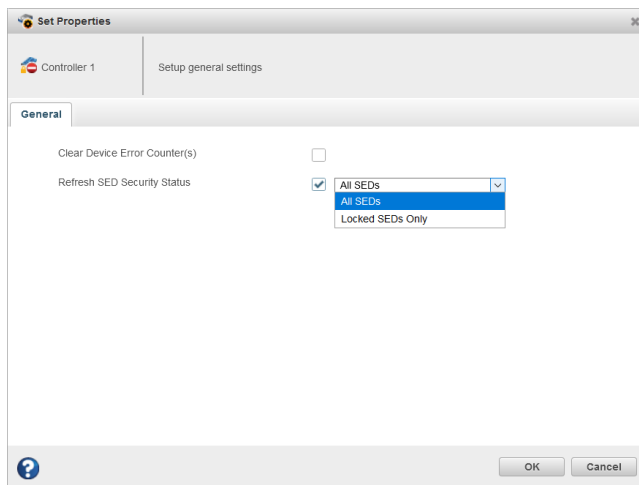 Set Properties
Controller 1
Setup general settings
General
Clear Device Error Counter(s)
Refresh SED Security Status
All SEDs
All SEDs
Locked SEDs Only
?
OK
Cancel